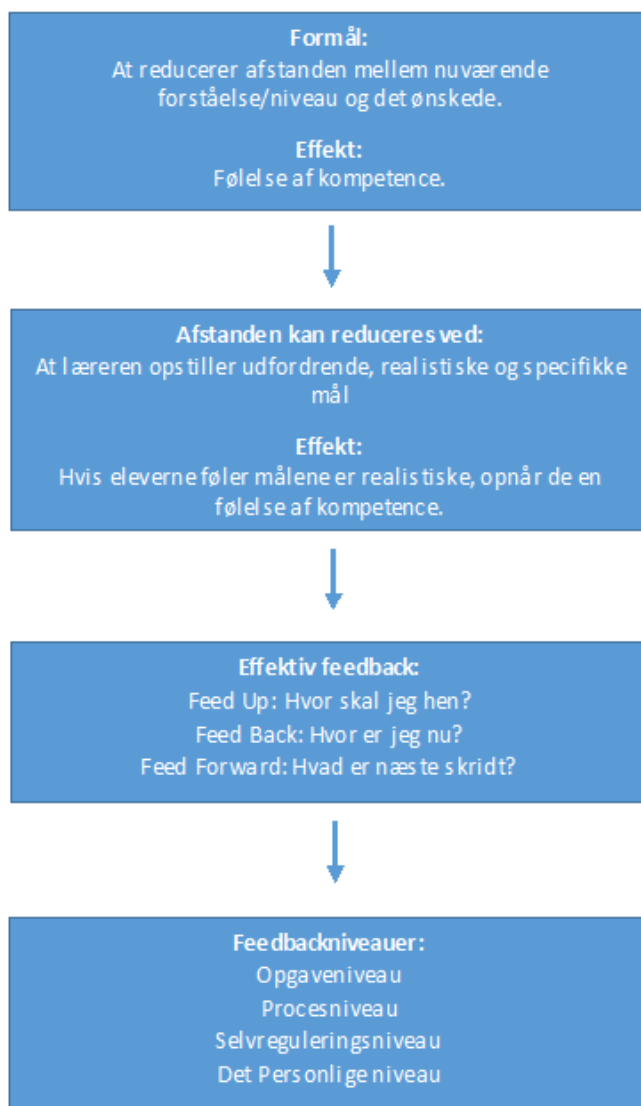 Formål:
At reducerer afstanden mellem nuværende
forståelse/niveau og det ønskede.
Effekt:
Følelse af kompetence.
Afstanden kan reduceres ved:
At læreren opstiller udfordrende, realistiske og specifikke
mål
Effekt:
Hvis eleverne føler målene er realistiske, opnår de en
følelse af kompetence.
Effektiv feedback:
Feed Up: Hvor skal jeg hen?
Feed Back: Hvor er jeg nu?
Feed Forward: Hvad er næste skridt?
Feedbackniveauer:
Opgaveniveau
Procesniveau
Selvreguleringsniveau
Det Personlige niveau